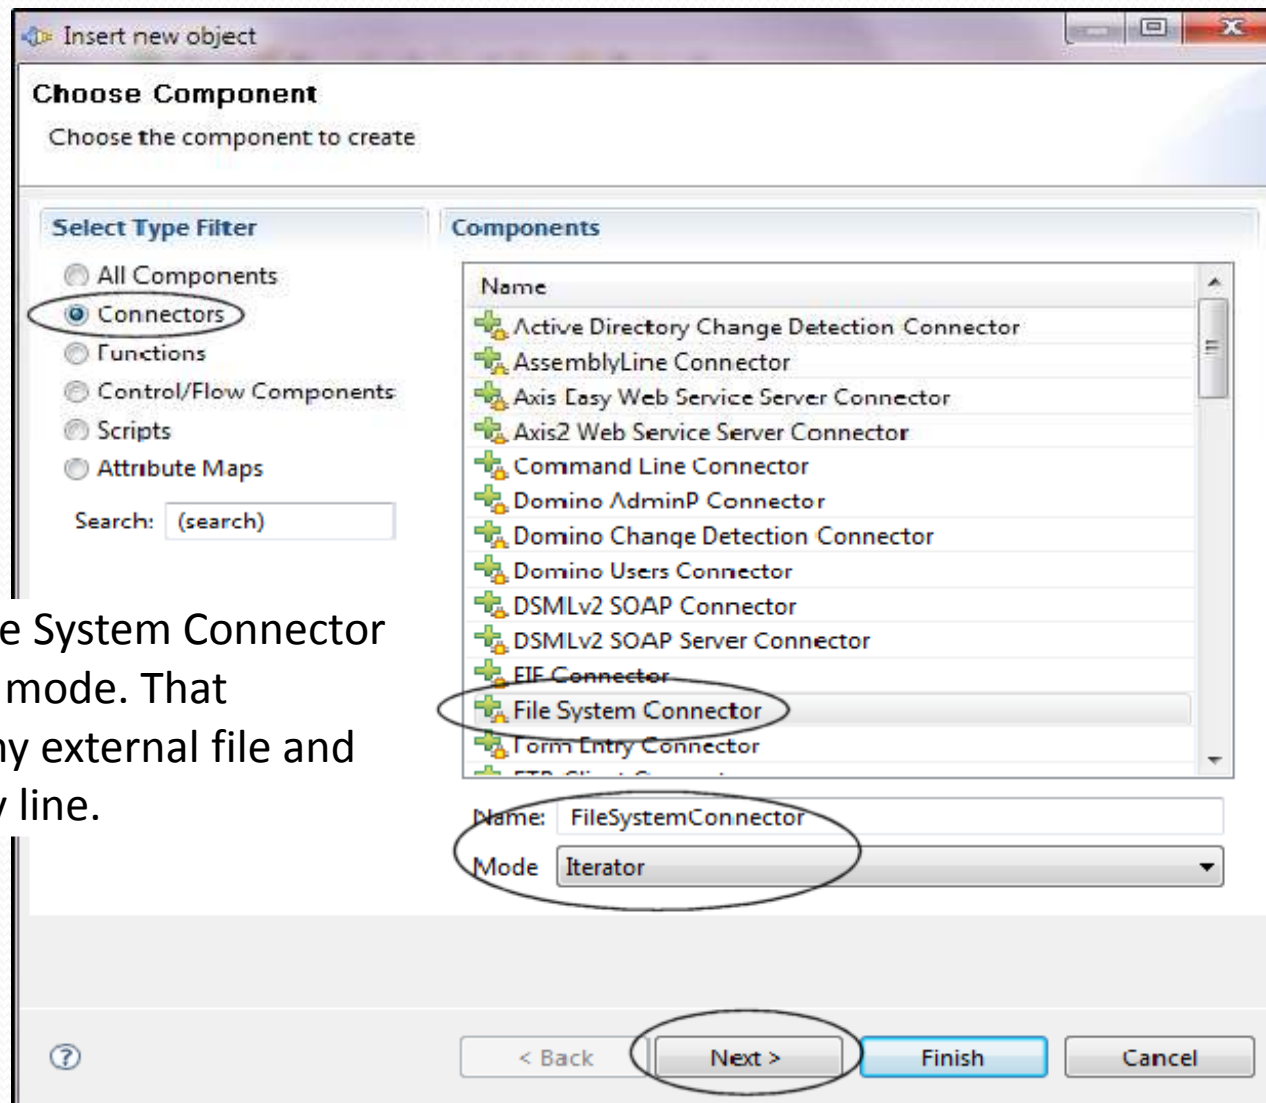 Insert new object
Choose Component
Choose the component to create
Select Type Filter
All Components
Connectors
Functions
Control/Flow Components
Scripts
Attribute Maps
Search: (search)
e System Connector
mode. That
ny external file and
line.
Components
Name
Active Directory Change Detection Connector
AssemblyLine Connector
Axis Easy Web Service Server Connector
Axis2 Web Service Server Connector
Command Line Connector
Domino AdminP Connector
Domino Change Detection Connector
Domino Users Connector
DSMLv2 SOAP Connector
DSMLv2 SOAP Server Connector
EIF Connector
File System Connector
Form Entry Connector
Name: FileSystemConnector
Mode Iterator
< Back Next > Finish Cancel